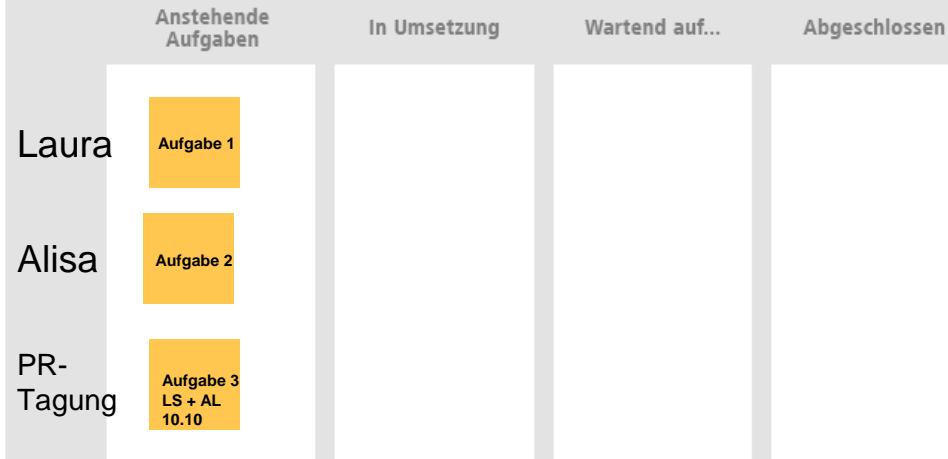 Anstehende
Aufgaben
In Umsetzung
Wartend auf...
Abgeschlossen
Laura
Aufgabe 1
Alisa
Aufgabe 2
PR-
Tagung
Aufgabe 3
LS + AL
10.10